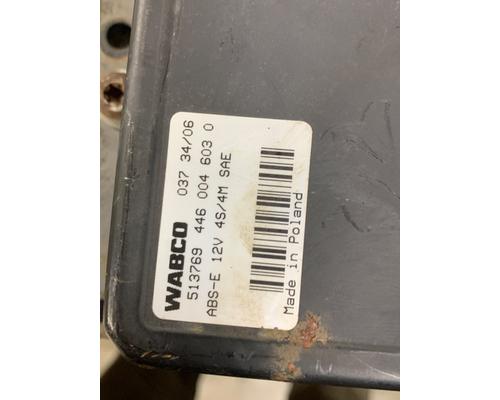 WABCO 037 34/06
513769 446 004 603 0
ABS-E 12V 4S/4M SAE
Made in Poland